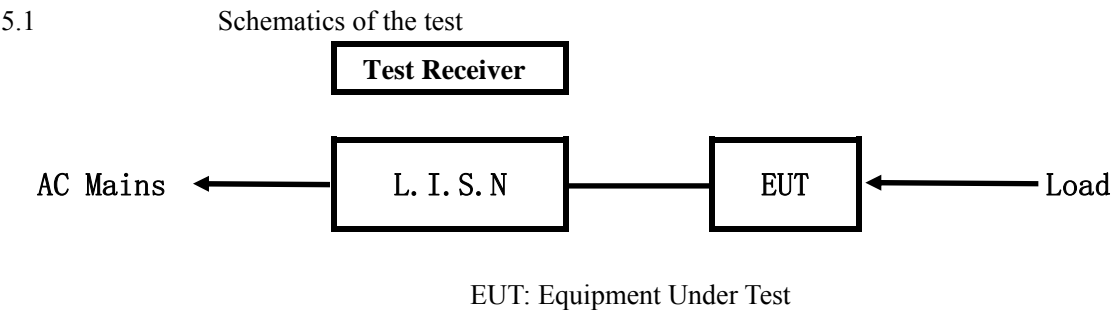 5.1 Schematics of the test
Test Receiver
AC Mains L.I.S.N EUT Load
EUT: Equipment Under Test